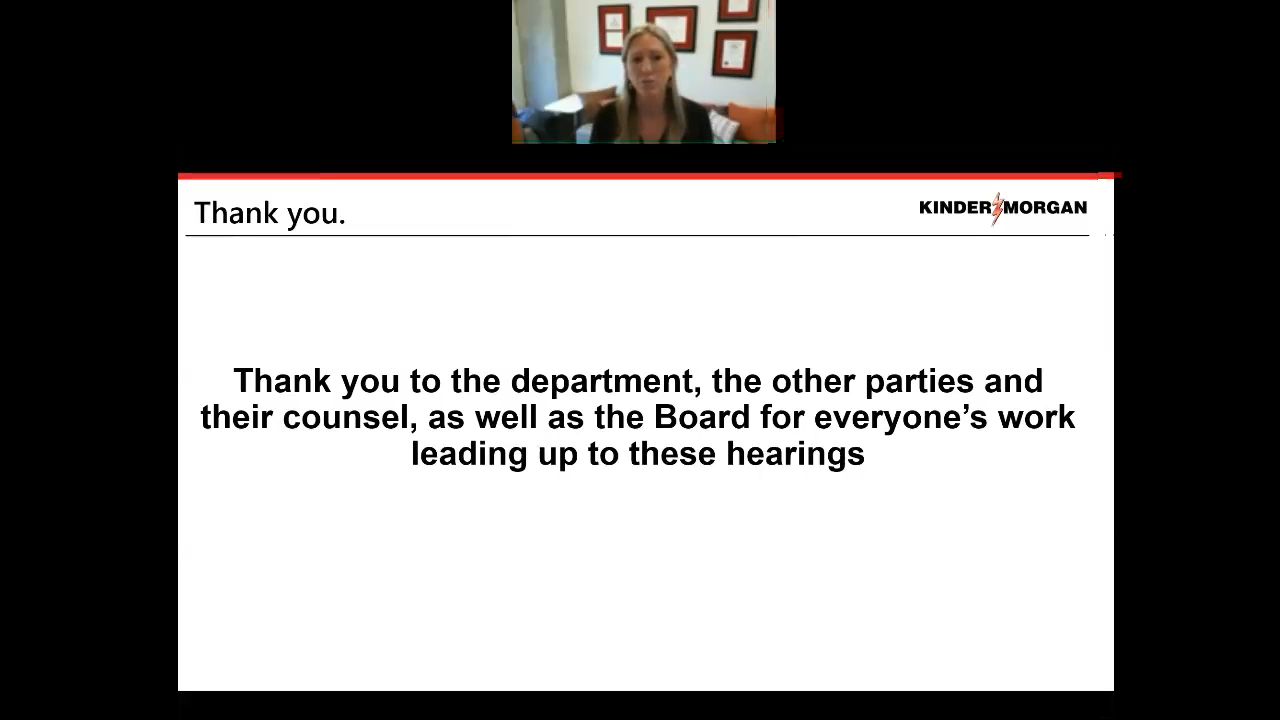 Thank you.
KINDER MORGAN
Thank you to the department, the other parties and
their counsel, as well as the Board for everyone’s work
leading up to these hearings